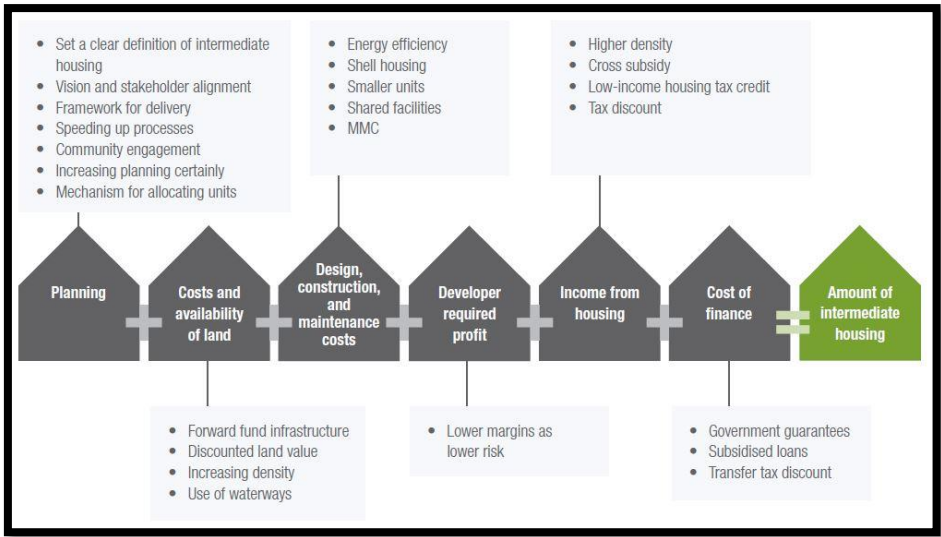 • Set a clear definition of intermediate
housing
• Vision and stakeholder alignment
• Framework for delivery
• Speeding up processes
• Community engagement
• Increasing planning certainly
• Mechanism for allocating units
• Energy efficiency
• Shell housing
• Smaller units
• Shared facilities
• MMC
• Higher density
• Cross subsidy
• Low-income housing tax credit
• Tax discount
Planning
Costs and
availability
of land
Design,
construction,
and
maintenance
costs
Developer
required
profit
Income from
housing
Cost of
finance
Amount of
intermediate
housing
• Forward fund infrastructure
• Discounted land value
• Increasing density
• Use of waterways
• Lower margins as
lower risk
• Government guarantees
• Subsidised loans
• Transfer tax discount